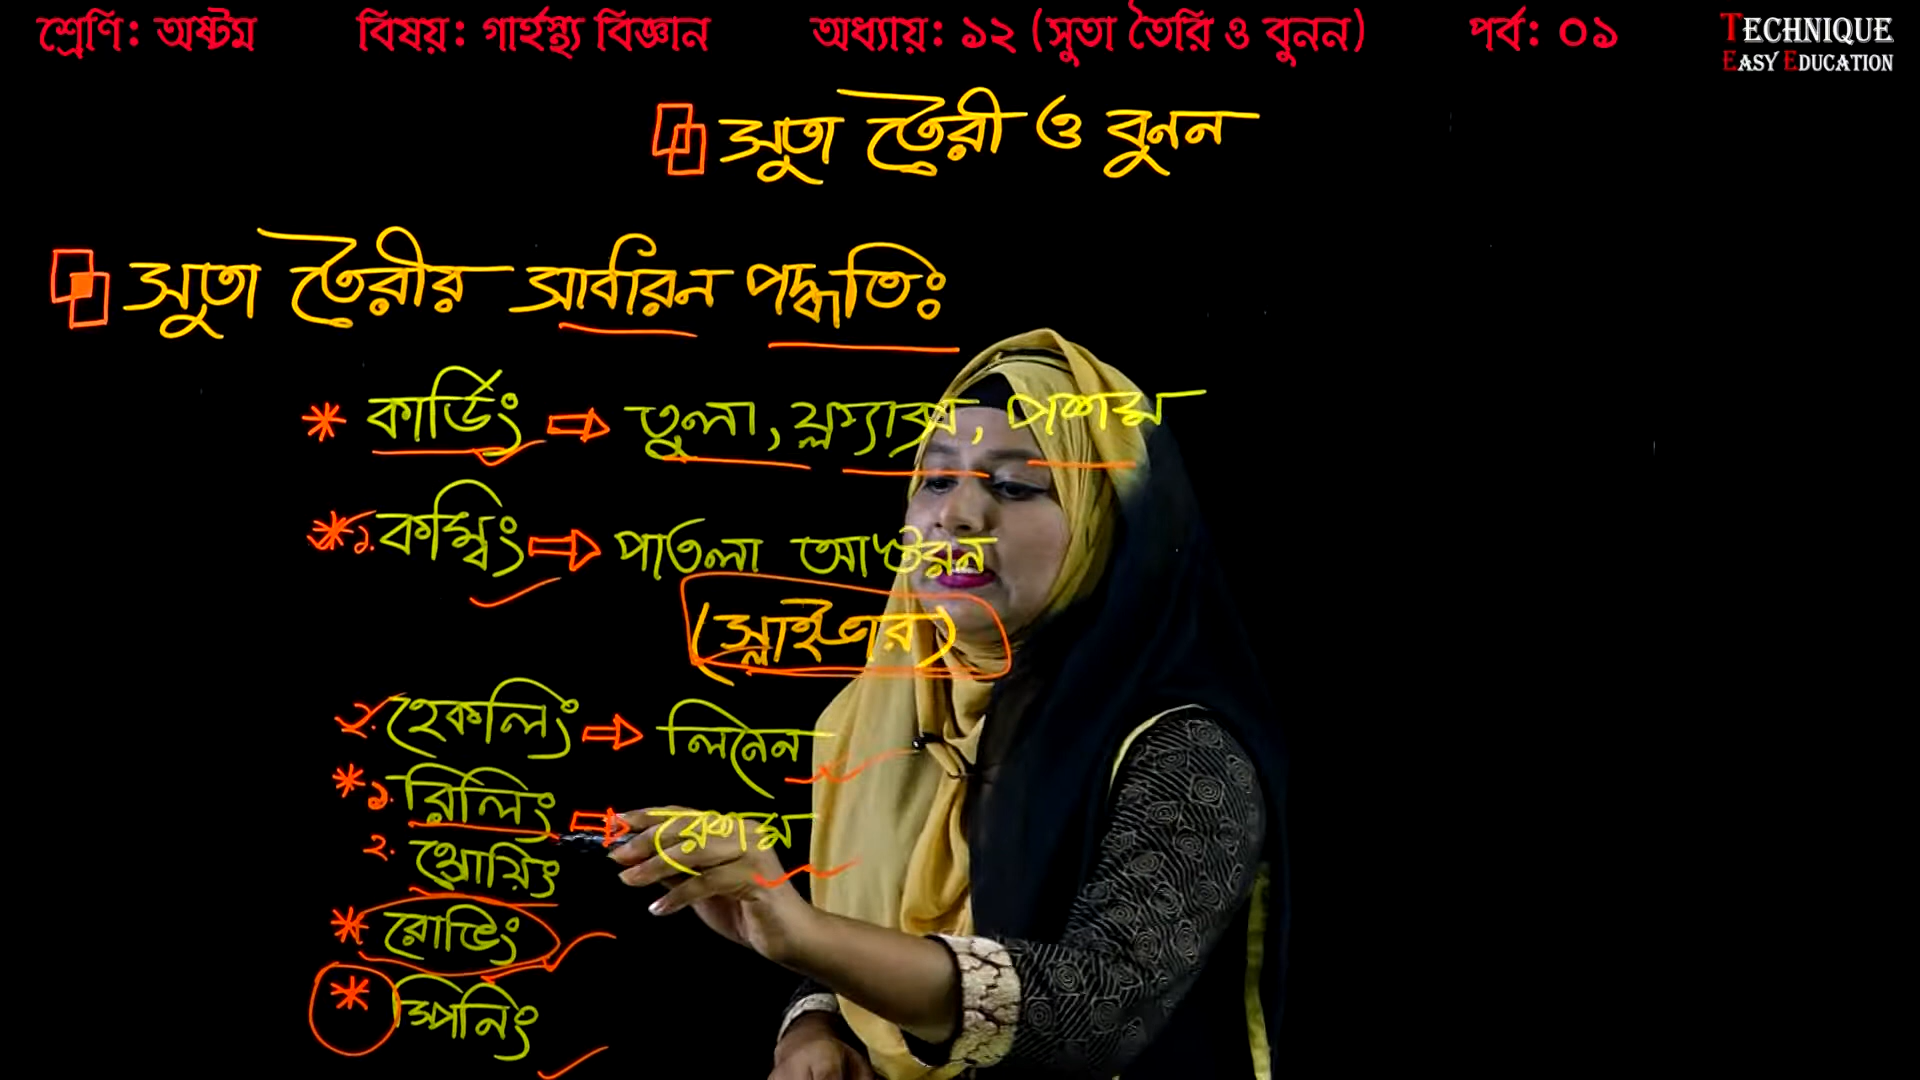 শ্রেণি: অষ্টম বিষয়: গার্হস্থ্য বিজ্ঞান অধ্যায়: ১২ (সুতা তৈরি ও বুনন) পর্ব: ০১
TECHNIQUE
EASY EDUCATION
সুতা তৈরী ও বুনন
সুতা তৈরীর সাধারন পদ্ধতিঃ
* কার্ডিং ⇨ তুলা, ফ্ল্যাক্স, পশম
* ১. কম্বিং ⇨ পাতলা আস্তরন
(স্লাইভার)
২. হেকলিং ⇨ লিনেন
* ১. রিলিং ⇨ রেশম
২. থ্রোয়িং
* রোভিং
* স্পিনিং